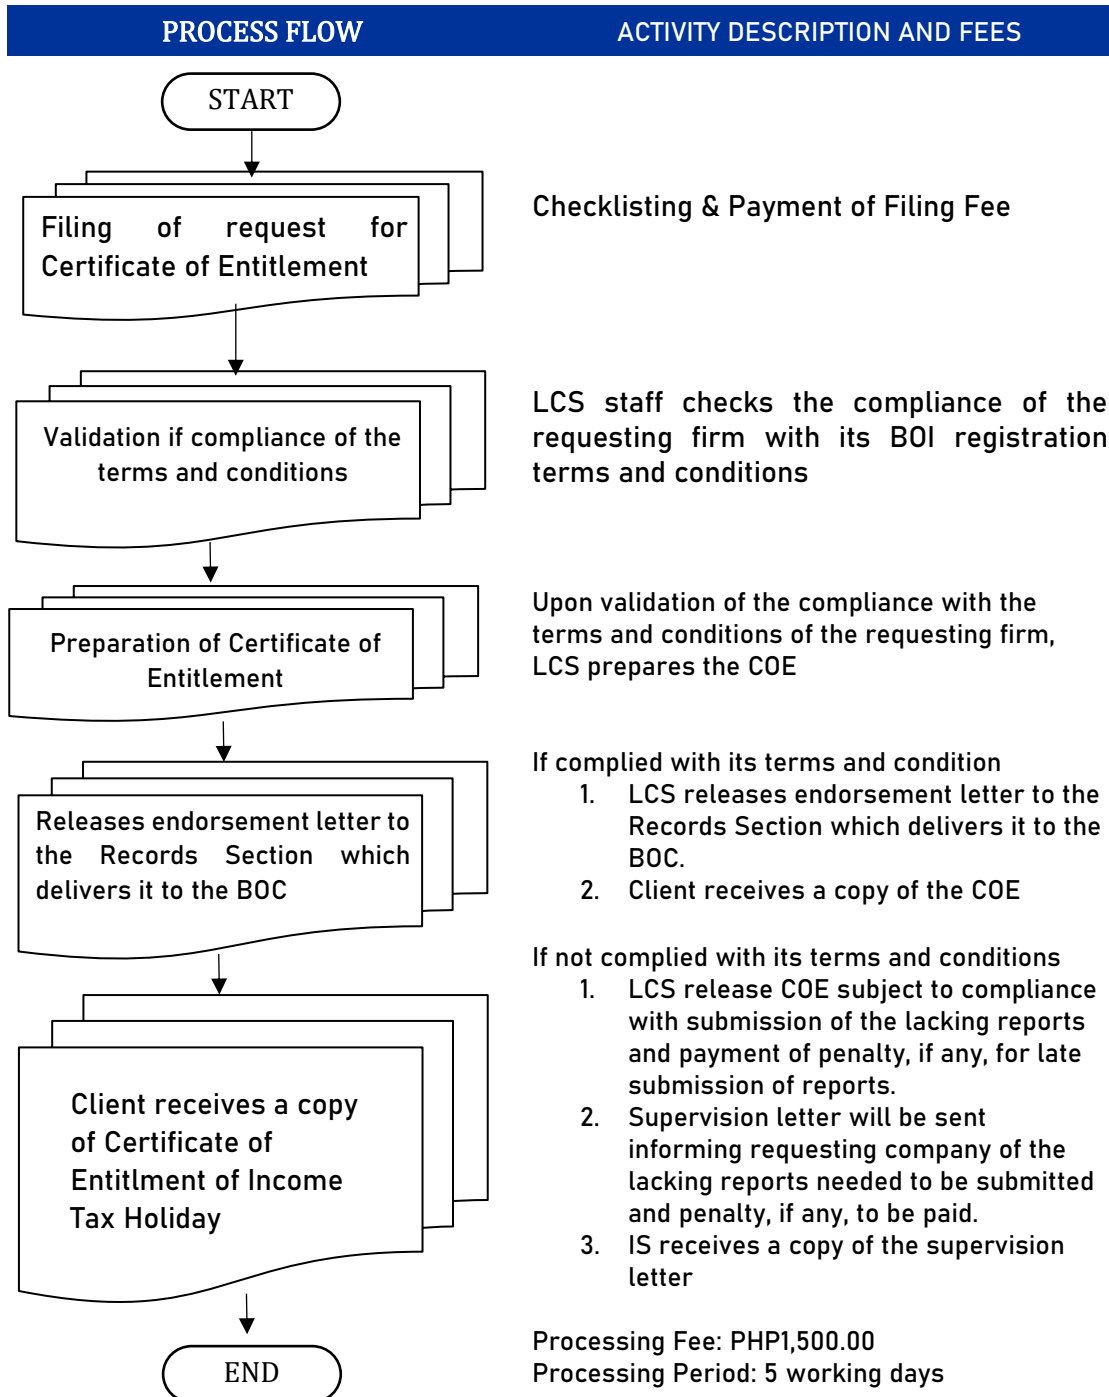 PROCESS FLOW
ACTIVITY DESCRIPTION AND FEES
START
Filing of request for
Certificate of Entitlement
Checklisting & Payment of Filing Fee
Validation if compliance of the
terms and conditions
LCS staff checks the compliance of the
requesting firm with its BOI registration
terms and conditions
Preparation of Certificate of
Entitlement
Upon validation of the compliance with the
terms and conditions of the requesting firm,
LCS prepares the COE
Releases endorsement letter to
the Records Section which
delivers it to the BOC
If complied with its terms and condition
1. LCS releases endorsement letter to the
Records Section which delivers it to the
BOC.
2. Client receives a copy of the COE
Client receives a copy
of Certificate of
Entitlment of Income
Tax Holiday
If not complied with its terms and conditions
1. LCS release COE subject to compliance
with submission of the lacking reports
and payment of penalty, if any, for late
submission of reports.
2. Supervision letter will be sent
informing requesting company of the
lacking reports needed to be submitted
and penalty, if any, to be paid.
3. IS receives a copy of the supervision
letter
END
Processing Fee: PHP1,500.00
Processing Period: 5 working days